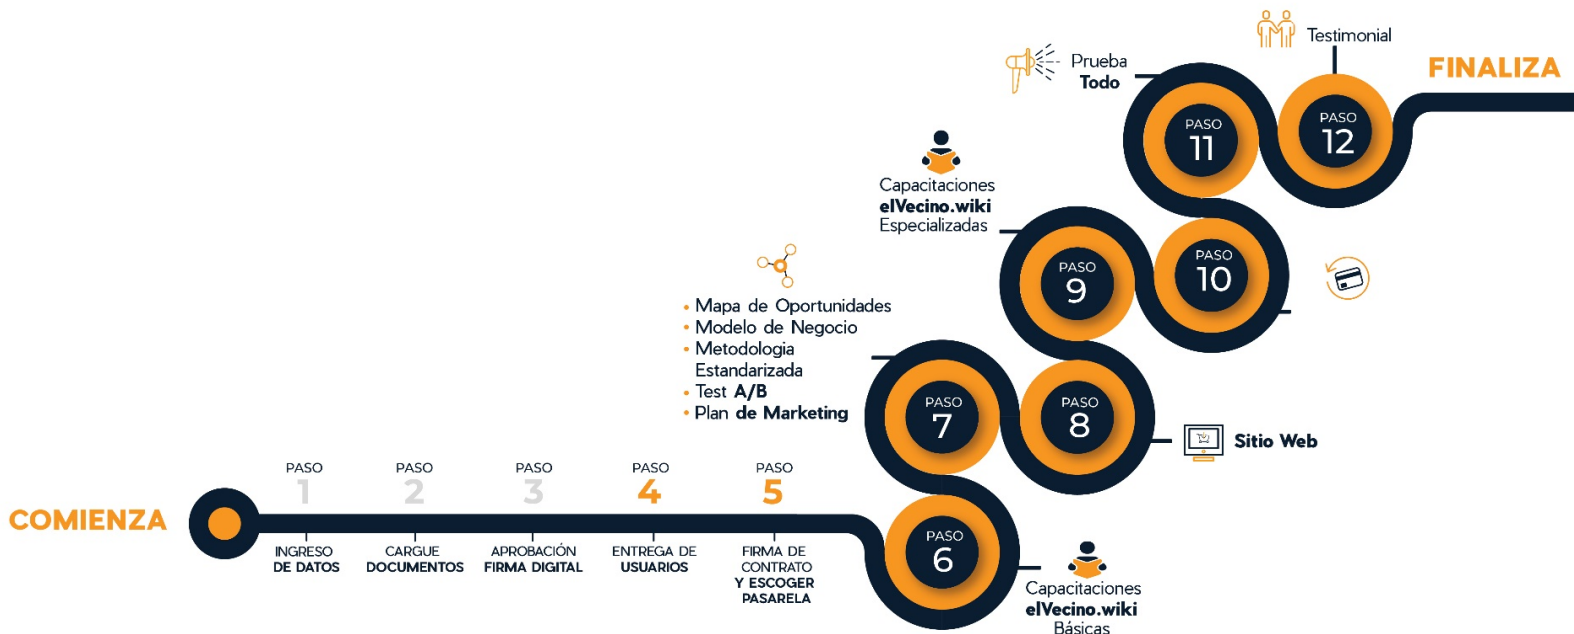 COMIENZA
PASO
1
INGRESO
DE DATOS
PASO
2
CARGUE
DOCUMENTOS
PASO
3
APROBACIÓN
FIRMA DIGITAL
PASO
4
ENTREGA DE
USUARIOS
PASO
5
FIRMA DE
CONTRATO
Y ESCOGER
PASARELA
PASO
6
Capacitaciones
elVecino.wiki
Básicas
PASO
7
• Mapa de Oportunidades
• Modelo de Negocio
• Metodologia
Estandarizada
• Test A/B
• Plan de Marketing
PASO
8
Sitio Web
PASO
9
Capacitaciones
elVecino.wiki
Especializadas
PASO
10
PASO
11
Prueba
Todo
PASO
12
Testimonial
FINALIZA